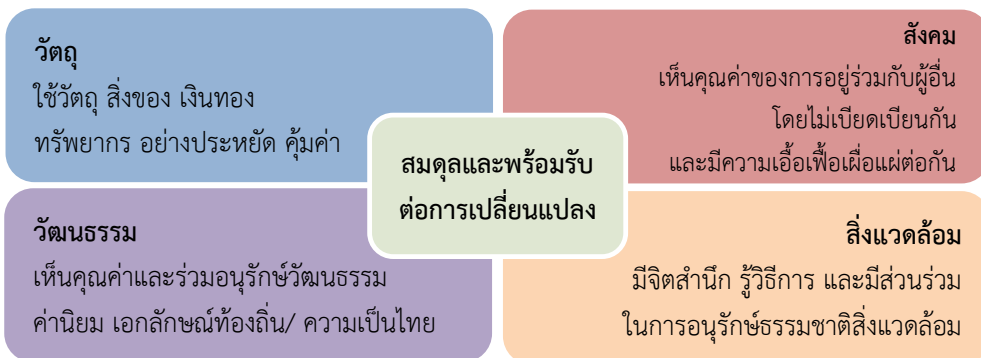 วัตถุ
ใช้วัตถุ สิ่งของ เงินทอง
ทรัพยากร อย่างประหยัด คุ้มค่า
สังคม
เห็นคุณค่าของการอยู่ร่วมกับผู้อื่น
โดยไม่เบียดเบียนกัน
และมีความเอื้อเฟื้อเผื่อแผ่ต่อกัน
สมดุลและพร้อมรับ
ต่อการเปลี่ยนแปลง
วัฒนธรรม
เห็นคุณค่าและร่วมอนุรักษ์วัฒนธรรม
ค่านิยม เอกลักษณ์ท้องถิ่น/ ความเป็นไทย
สิ่งแวดล้อม
มีจิตสำนึก รู้วิธีการ และมีส่วนร่วม
ในการอนุรักษ์ธรรมชาติสิ่งแวดล้อม